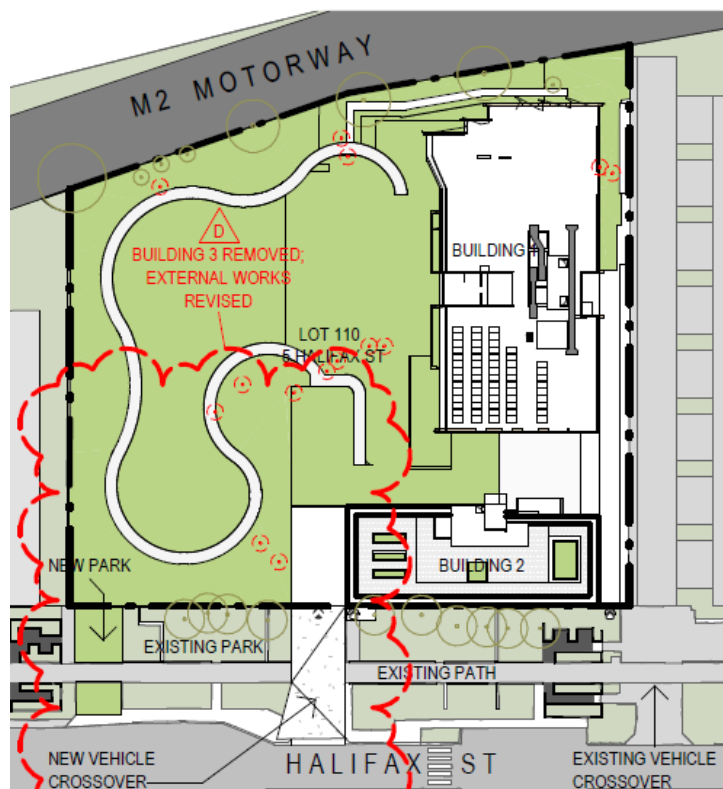 M2 MOTORWAY
D
BUILDING 3 REMOVED;
EXTERNAL WORKS
REVISED
BUILDING
LOT 110
5 HALIFAX ST
BUILDING 2
NEW PARK
EXISTING PARK
EXISTING PATH
NEW VEHICLE
CROSSOVER
HALIFAX ST
EXISTING VEHICLE
CROSSOVER